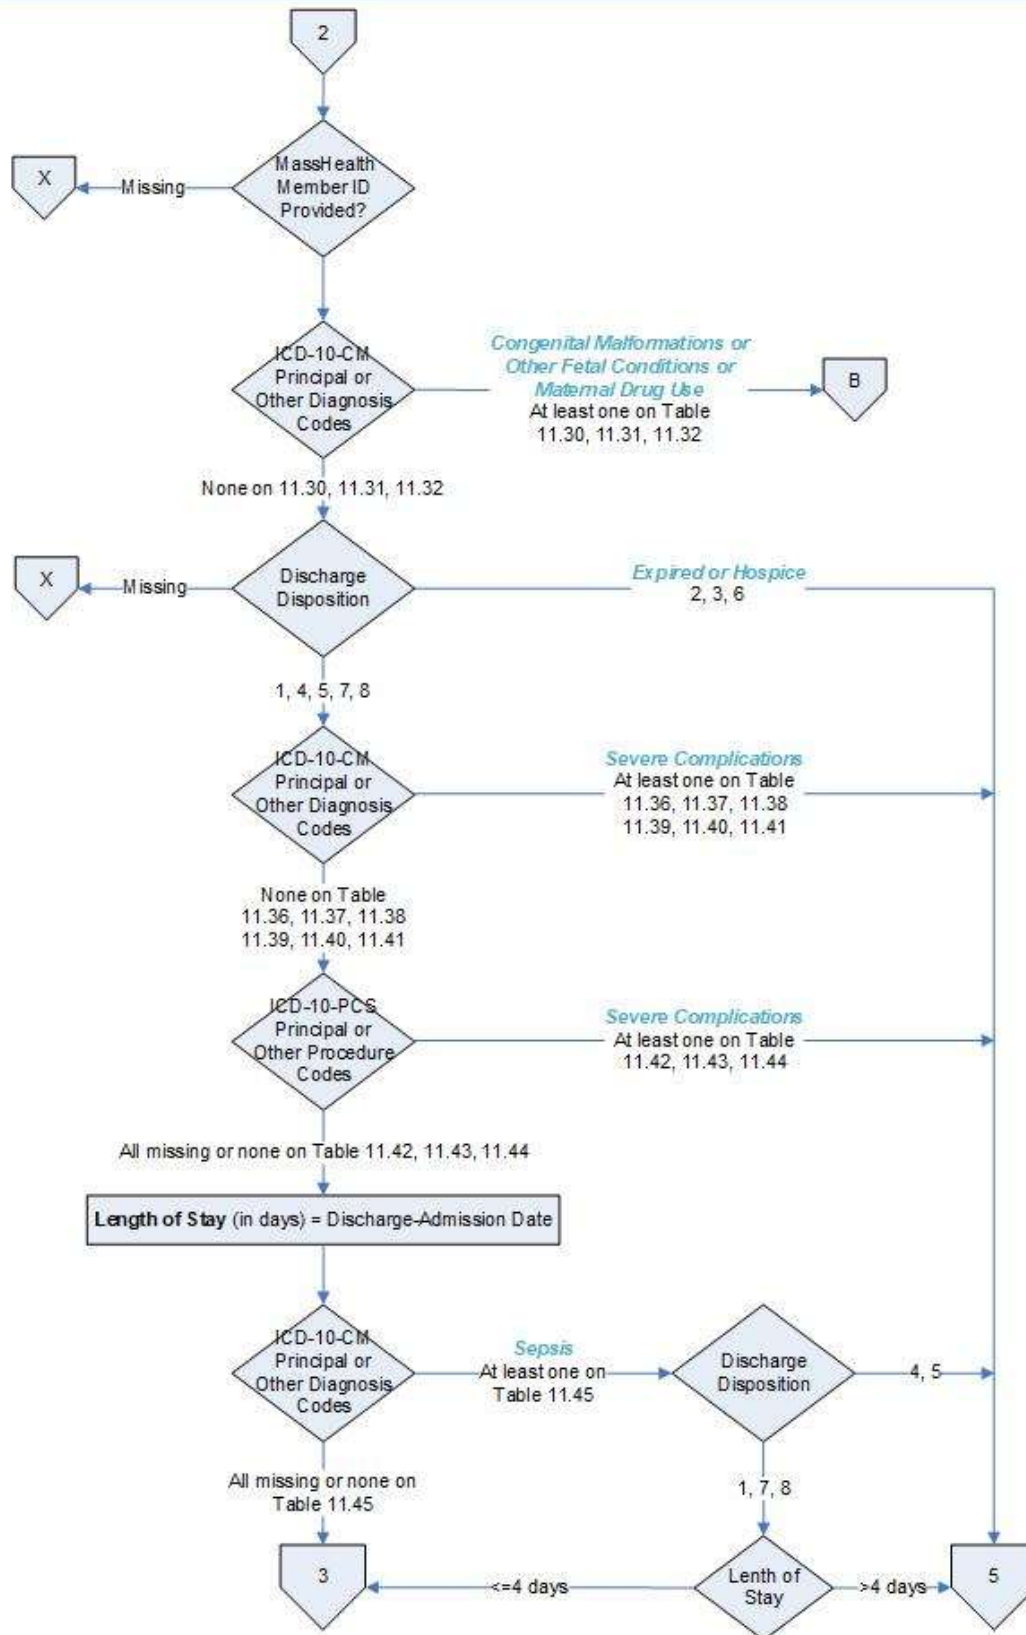 2
MassHealth
Member ID
Provided?
X
Missing
ICD-10-CM
Principal or
Other Diagnosis
Codes
Congenital Malformations or
Other Fetal Conditions or
Maternal Drug Use
At least one on Table
11.30, 11.31, 11.32
B
None on 11.30, 11.31, 11.32
X
Missing
Discharge
Disposition
Expired or Hospice
2, 3, 6
1, 4, 5, 7, 8
ICD-10-CM
Principal or
Other Diagnosis
Codes
Severe Complications
At least one on Table
11.36, 11.37, 11.38
11.39, 11.40, 11.41
None on Table
11.36, 11.37, 11.38
11.39, 11.40, 11.41
ICD-10-PCS
Principal or
Other Procedure
Codes
Severe Complications
At least one on Table
11.42, 11.43, 11.44
All missing or none on Table 11.42, 11.43, 11.44
Length of Stay (in days) = Discharge-Admission Date
ICD-10-CM
Principal or
Other Diagnosis
Codes
Sepsis
At least one on
Table 11.45
Discharge
Disposition
4, 5
All missing or none on
Table 11.45
1, 7, 8
3
<=4 days
Lenth of
Stay
>4 days
5